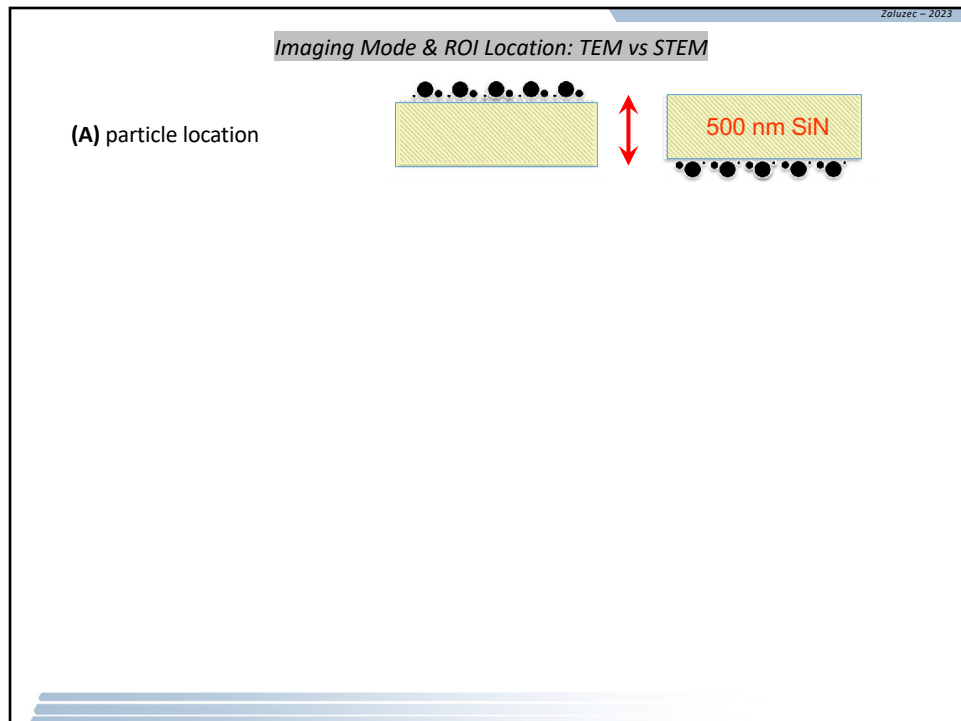 Zaluzec – 2023
Imaging Mode & ROI Location: TEM vs STEM
(A) particle location
500 nm SiN